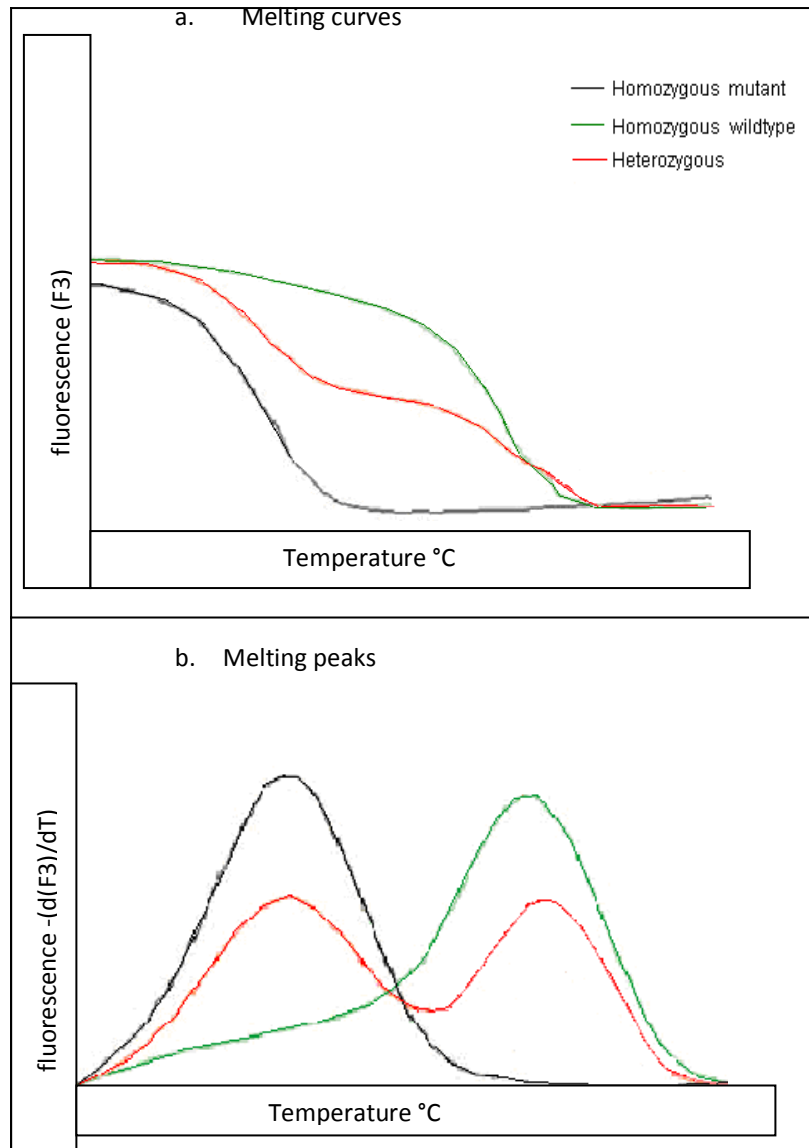 a. Melting curves
Homozygous mutant
Homozygous wildtype
Heterozygous
fluorescence (F3)
Temperature °C
b. Melting peaks
fluorescence -(d(F3)/dT)
Temperature °C